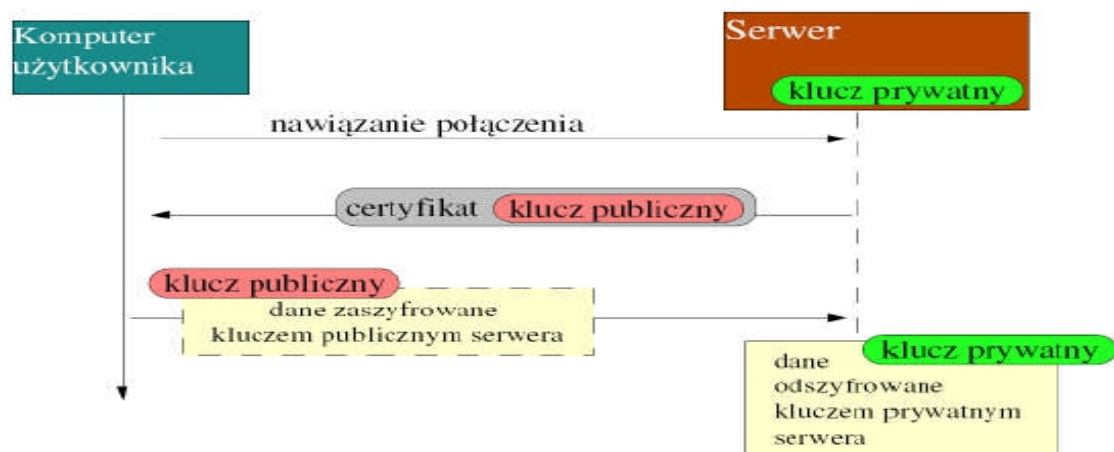 Komputer
użytkownika
Serwer
klucz prywatny
nawiązanie połączenia
certyfikat klucz publiczny
klucz publiczny
dane zaszyfrowane
kluczem publicznym serwera
klucz prywatny
dane
odszyfrowane
kluczem prywatnym
serwera